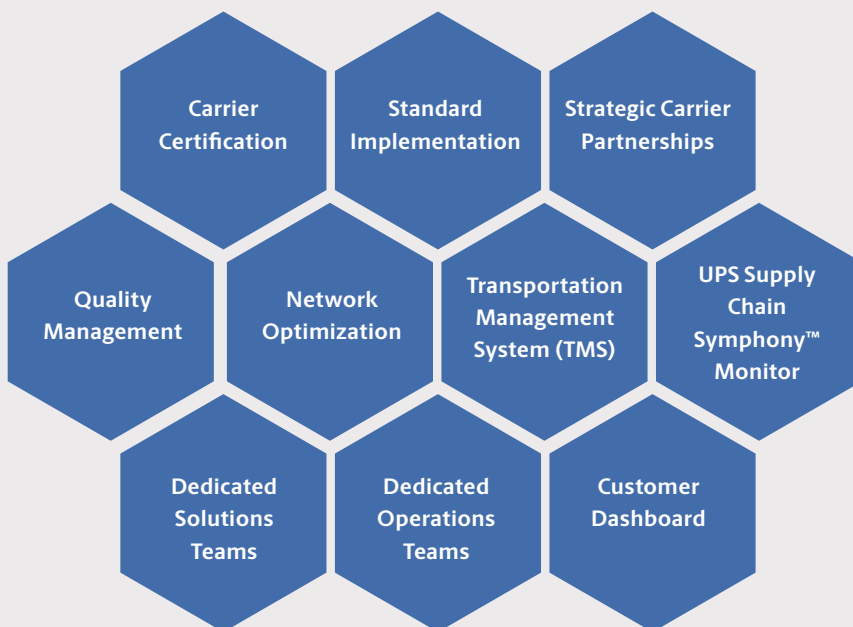 Carrier
Certification
Standard
Implementation
Strategic Carrier
Partnerships
Quality
Management
Network
Optimization
Transportation
Management
System (TMS)
UPS Supply
Chain
Symphony™
Monitor
Dedicated
Solutions
Teams
Dedicated
Operations
Teams
Customer
Dashboard